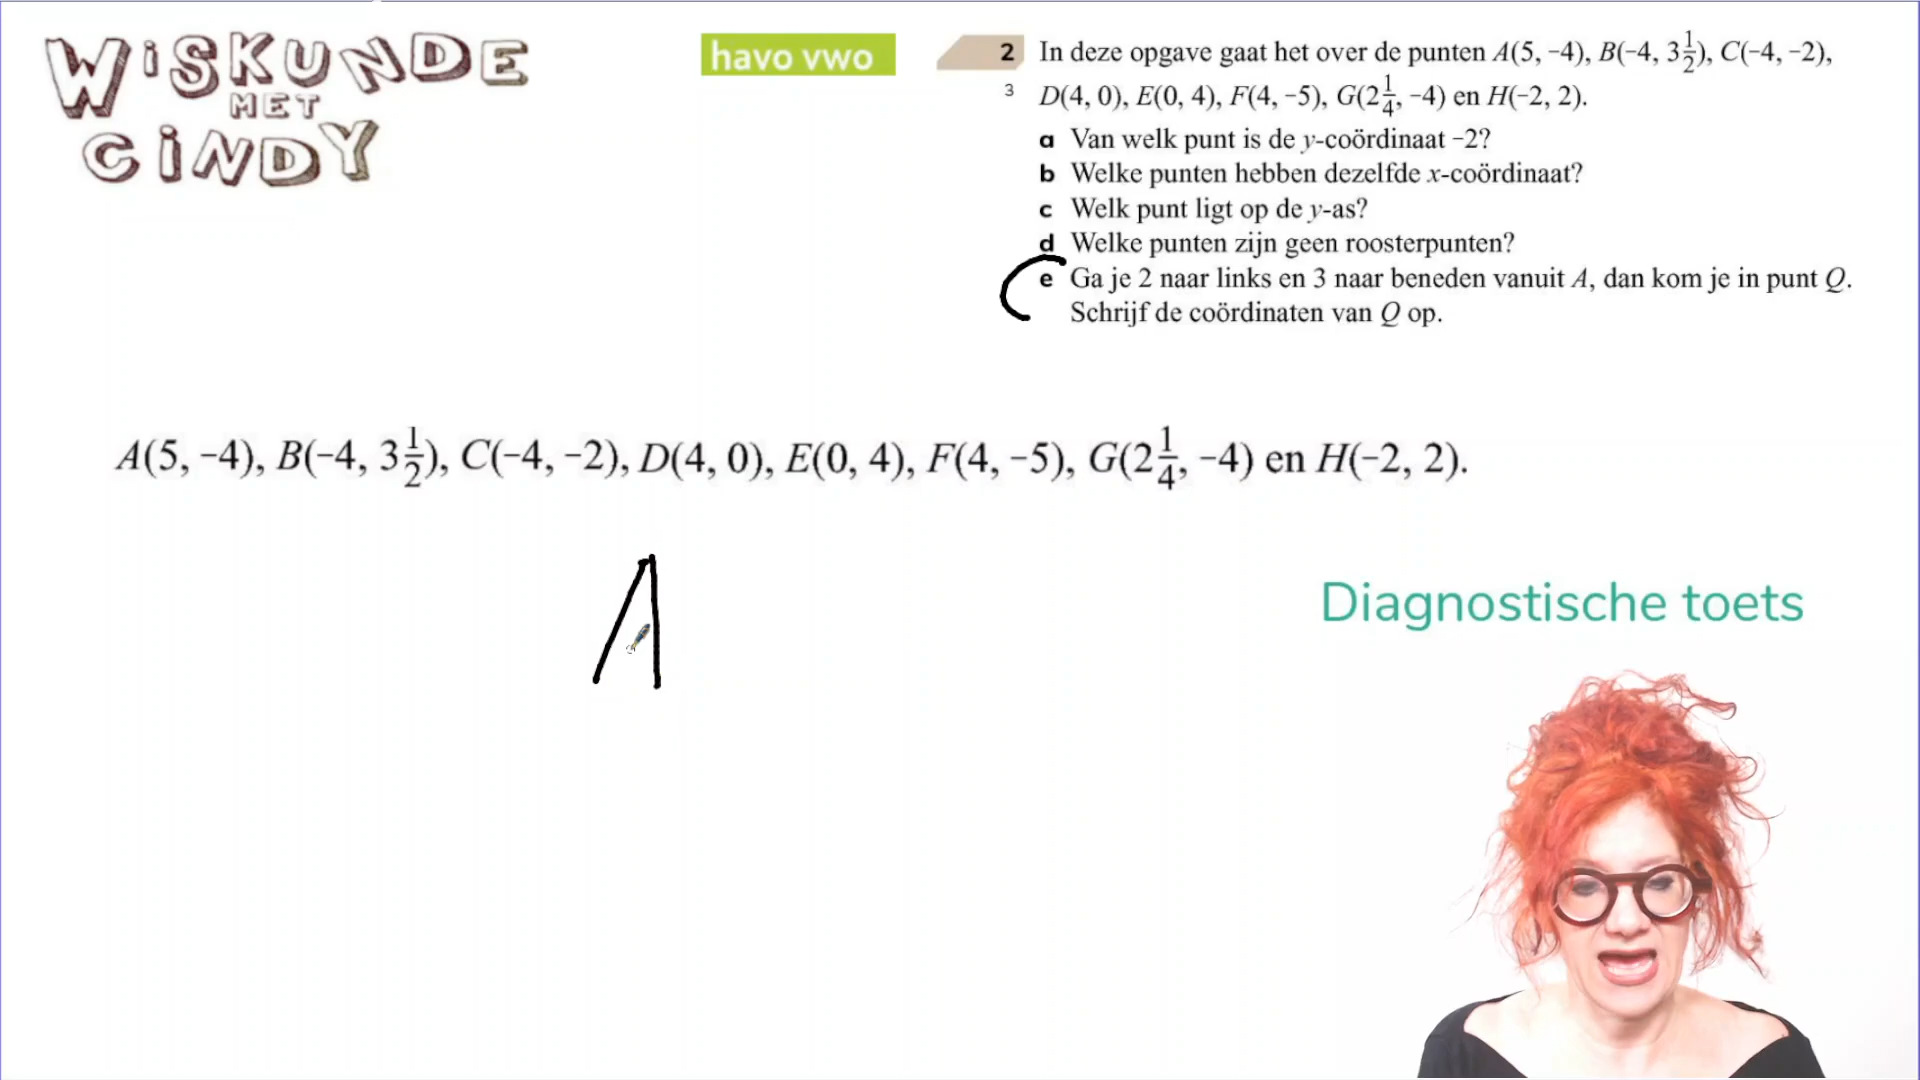 WiSKUNDE
MET
CiNDY
havo vwo
2 In deze opgave gaat het over de punten A(5, −4), B(−4, 3½), C(−4, −2),
3 D(4, 0), E(0, 4), F(4, −5), G(2¼, −4) en H(−2, 2).
a Van welk punt is de y-coördinaat −2?
b Welke punten hebben dezelfde x-coördinaat?
c Welk punt ligt op de y-as?
d Welke punten zijn geen roosterpunten?
e Ga je 2 naar links en 3 naar beneden vanuit A, dan kom je in punt Q.
Schrijf de coördinaten van Q op.
A(5, −4), B(−4, 3½), C(−4, −2), D(4, 0), E(0, 4), F(4, −5), G(2¼, −4) en H(−2, 2).
Diagnostische toets